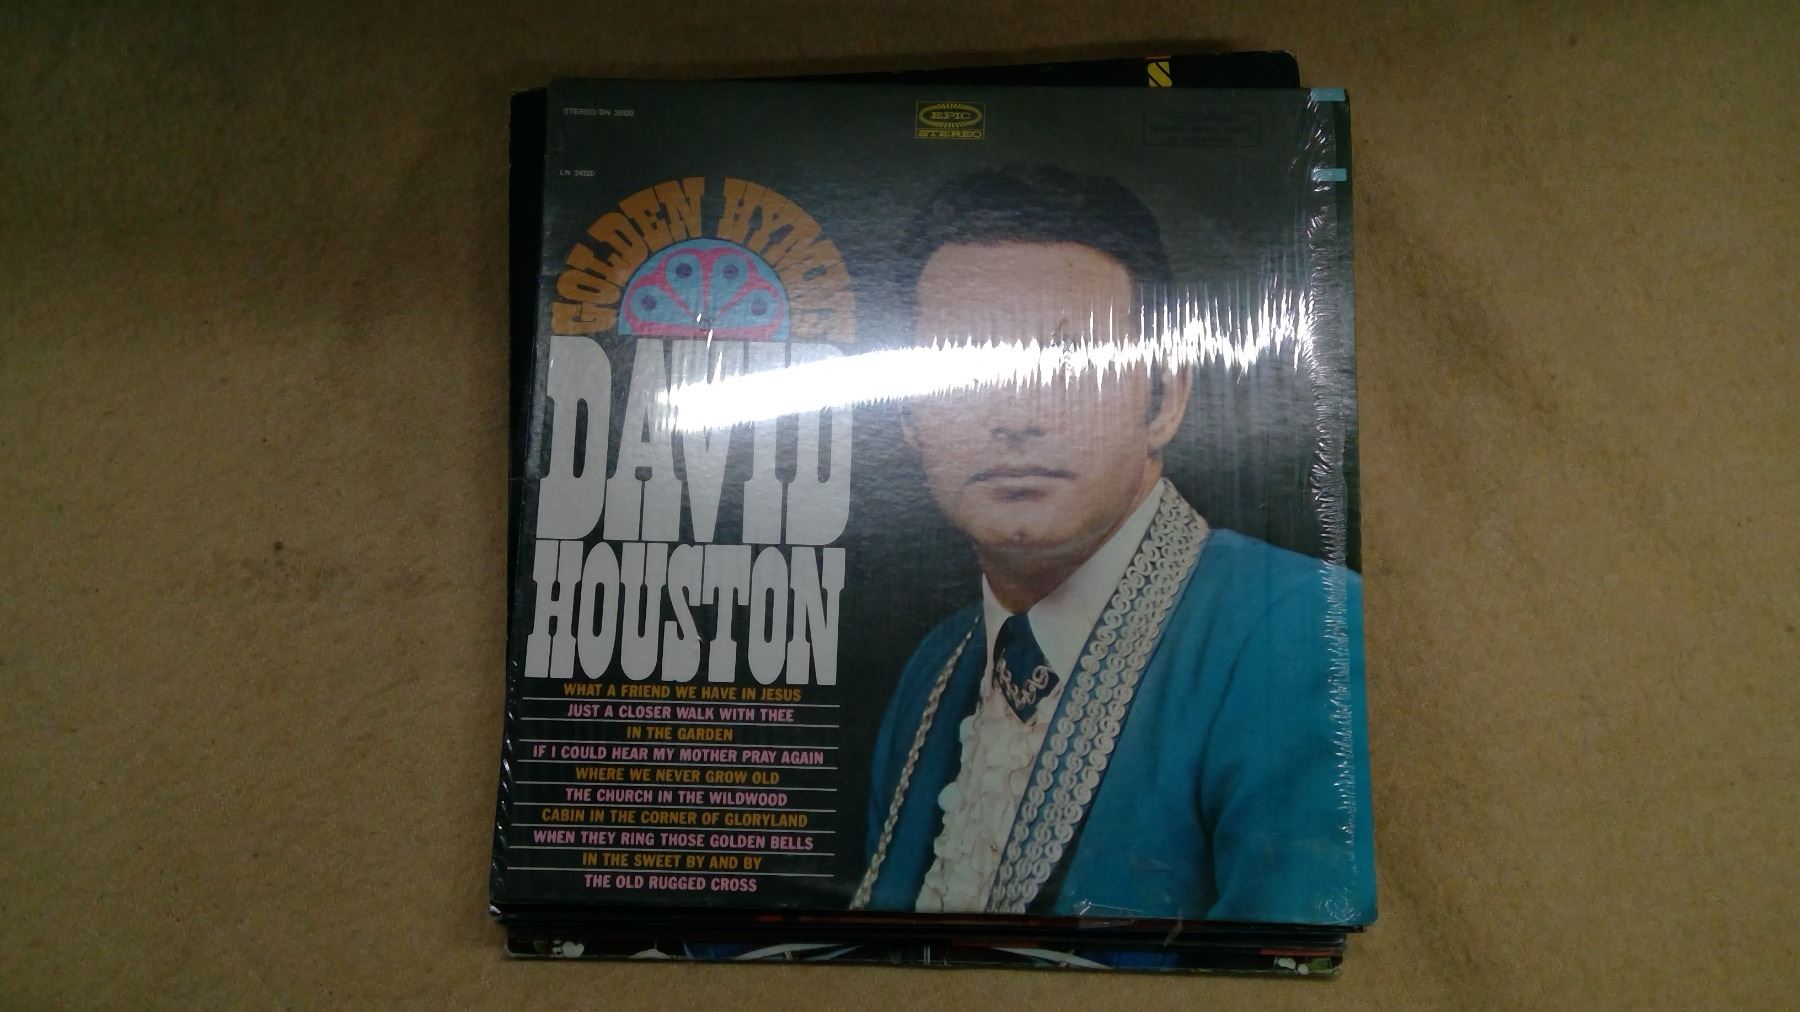 STEREO/BN 26320
EPIC
STEREO
LN 24320
GOLDEN HYMNS
DAVID
HOUSTON
WHAT A FRIEND WE HAVE IN JESUS
JUST A CLOSER WALK WITH THEE
IN THE GARDEN
IF I COULD HEAR MY MOTHER PRAY AGAIN
WHERE WE NEVER GROW OLD
THE CHURCH IN THE WILDWOOD
CABIN IN THE CORNER OF GLORYLAND
WHEN THEY RING THOSE GOLDEN BELLS
IN THE SWEET BY AND BY
THE OLD RUGGED CROSS